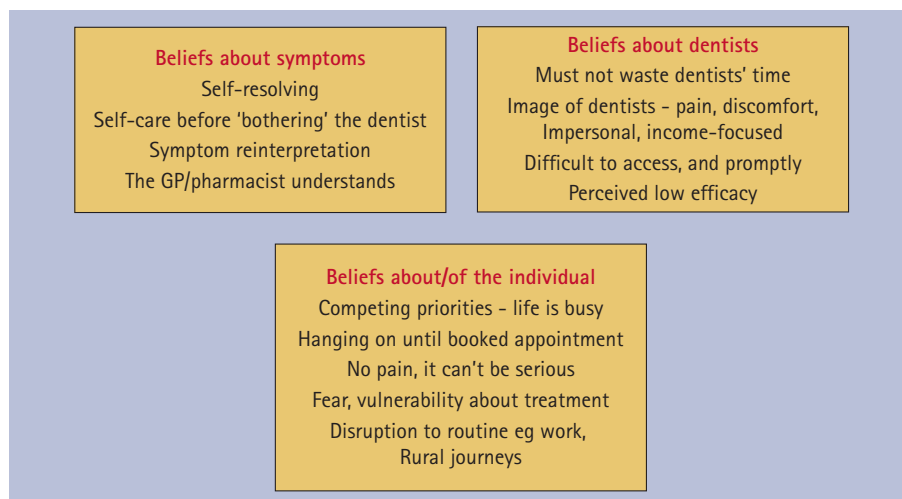 Beliefs about symptoms
Self-resolving
Self-care before ‘bothering’ the dentist
Symptom reinterpretation
The GP/pharmacist understands
Beliefs about dentists
Must not waste dentists’ time
Image of dentists - pain, discomfort,
Impersonal, income-focused
Difficult to access, and promptly
Perceived low efficacy
Beliefs about/of the individual
Competing priorities - life is busy
Hanging on until booked appointment
No pain, it can’t be serious
Fear, vulnerability about treatment
Disruption to routine eg work,
Rural journeys